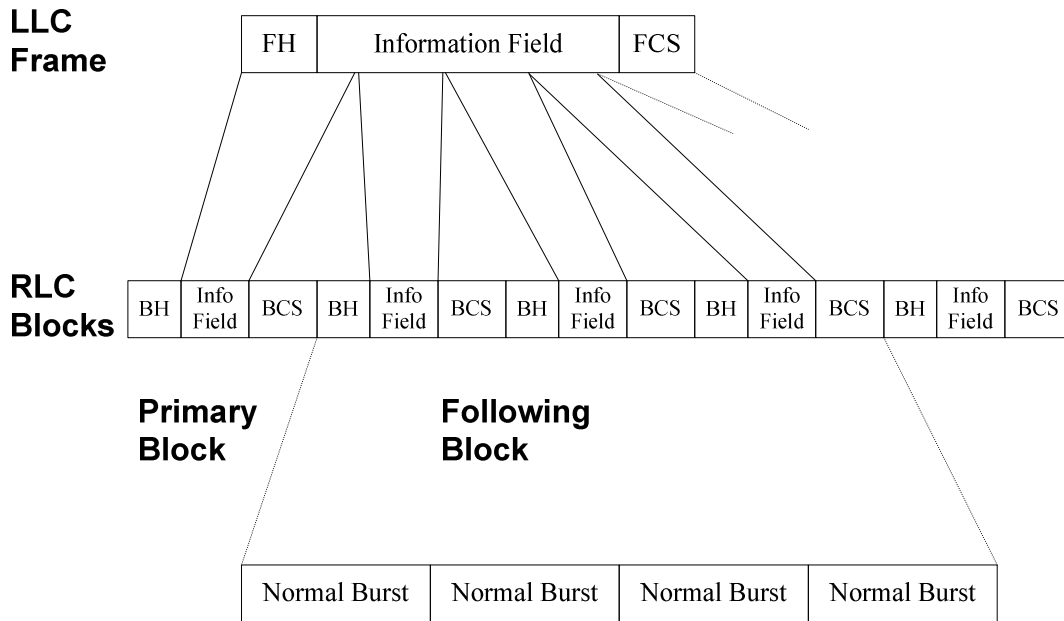 LLC
Frame
FH
Information Field
FCS
RLC
Blocks
BH
Info
Field
BCS
BH
Info
Field
BCS
BH
Info
Field
BCS
BH
Info
Field
BCS
BH
Info
Field
BCS
Primary
Block
Following
Block
Normal Burst
Normal Burst
Normal Burst
Normal Burst